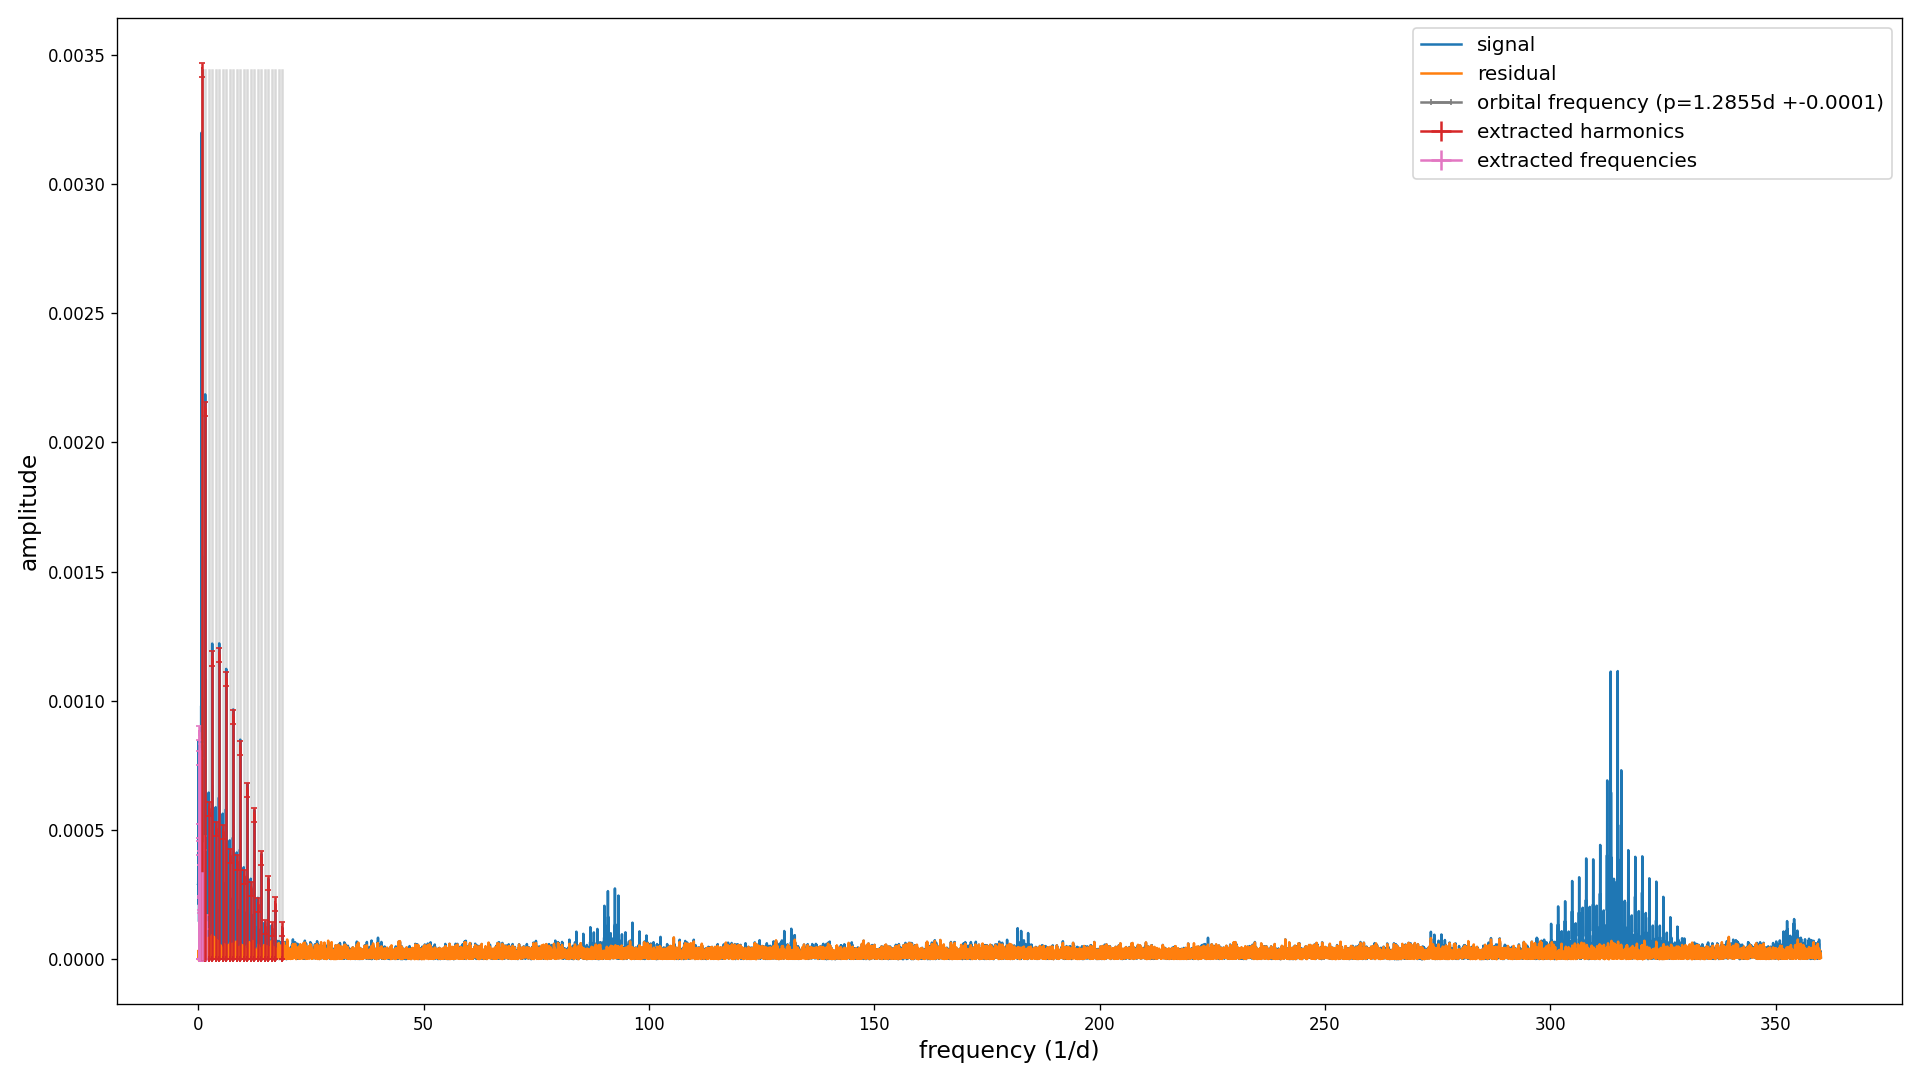 signal
residual
orbital frequency (p=1.2855d +-0.0001)
extracted harmonics
extracted frequencies
amplitude
0.0035
0.0030
0.0025
0.0020
0.0015
0.0010
0.0005
0.0000
0 50 100 150 200 250 300 350
frequency (1/d)